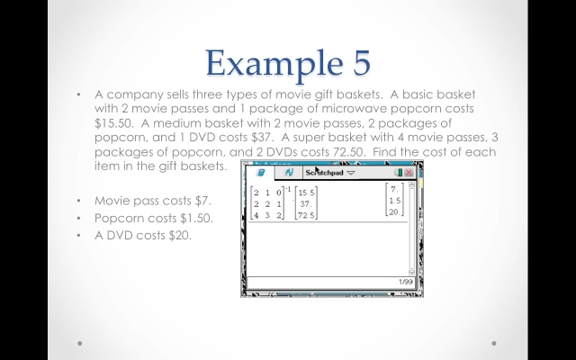 Example 5
• A company sells three types of movie gift baskets. A basic basket
with 2 movie passes and 1 package of microwave popcorn costs
$15.50. A medium basket with 2 movie passes, 2 packages of
popcorn, and 1 DVD costs $37. A super basket with 4 movie passes, 3
packages of popcorn, and 2 DVDs costs 72.50. Find the cost of each
item in the gift baskets.
• Movie pass costs $7.
• Popcorn costs $1.50.
• A DVD costs $20.
Scratchpad
2 1 0 -1 15.5 7.
2 2 1 37. 1.5
4 3 2 72.5 20.
1/99